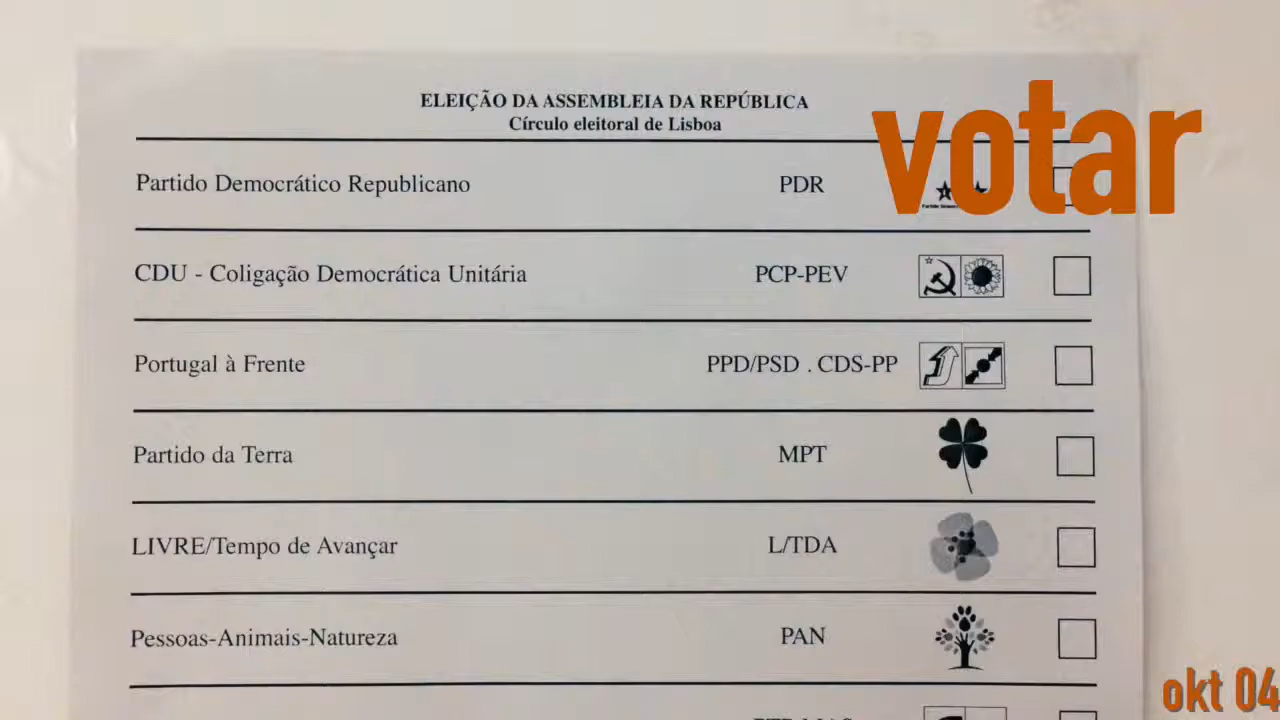 ELEIÇÃO DA ASSEMBLEIA DA REPÚBLICA
Círculo eleitoral de Lisboa
votar
Partido Democrático Republicano PDR
CDU - Coligação Democrática Unitária PCP-PEV
Portugal à Frente PPD/PSD . CDS-PP
Partido da Terra MPT
LIVRE/Tempo de Avançar L/TDA
Pessoas-Animais-Natureza PAN
okt 04